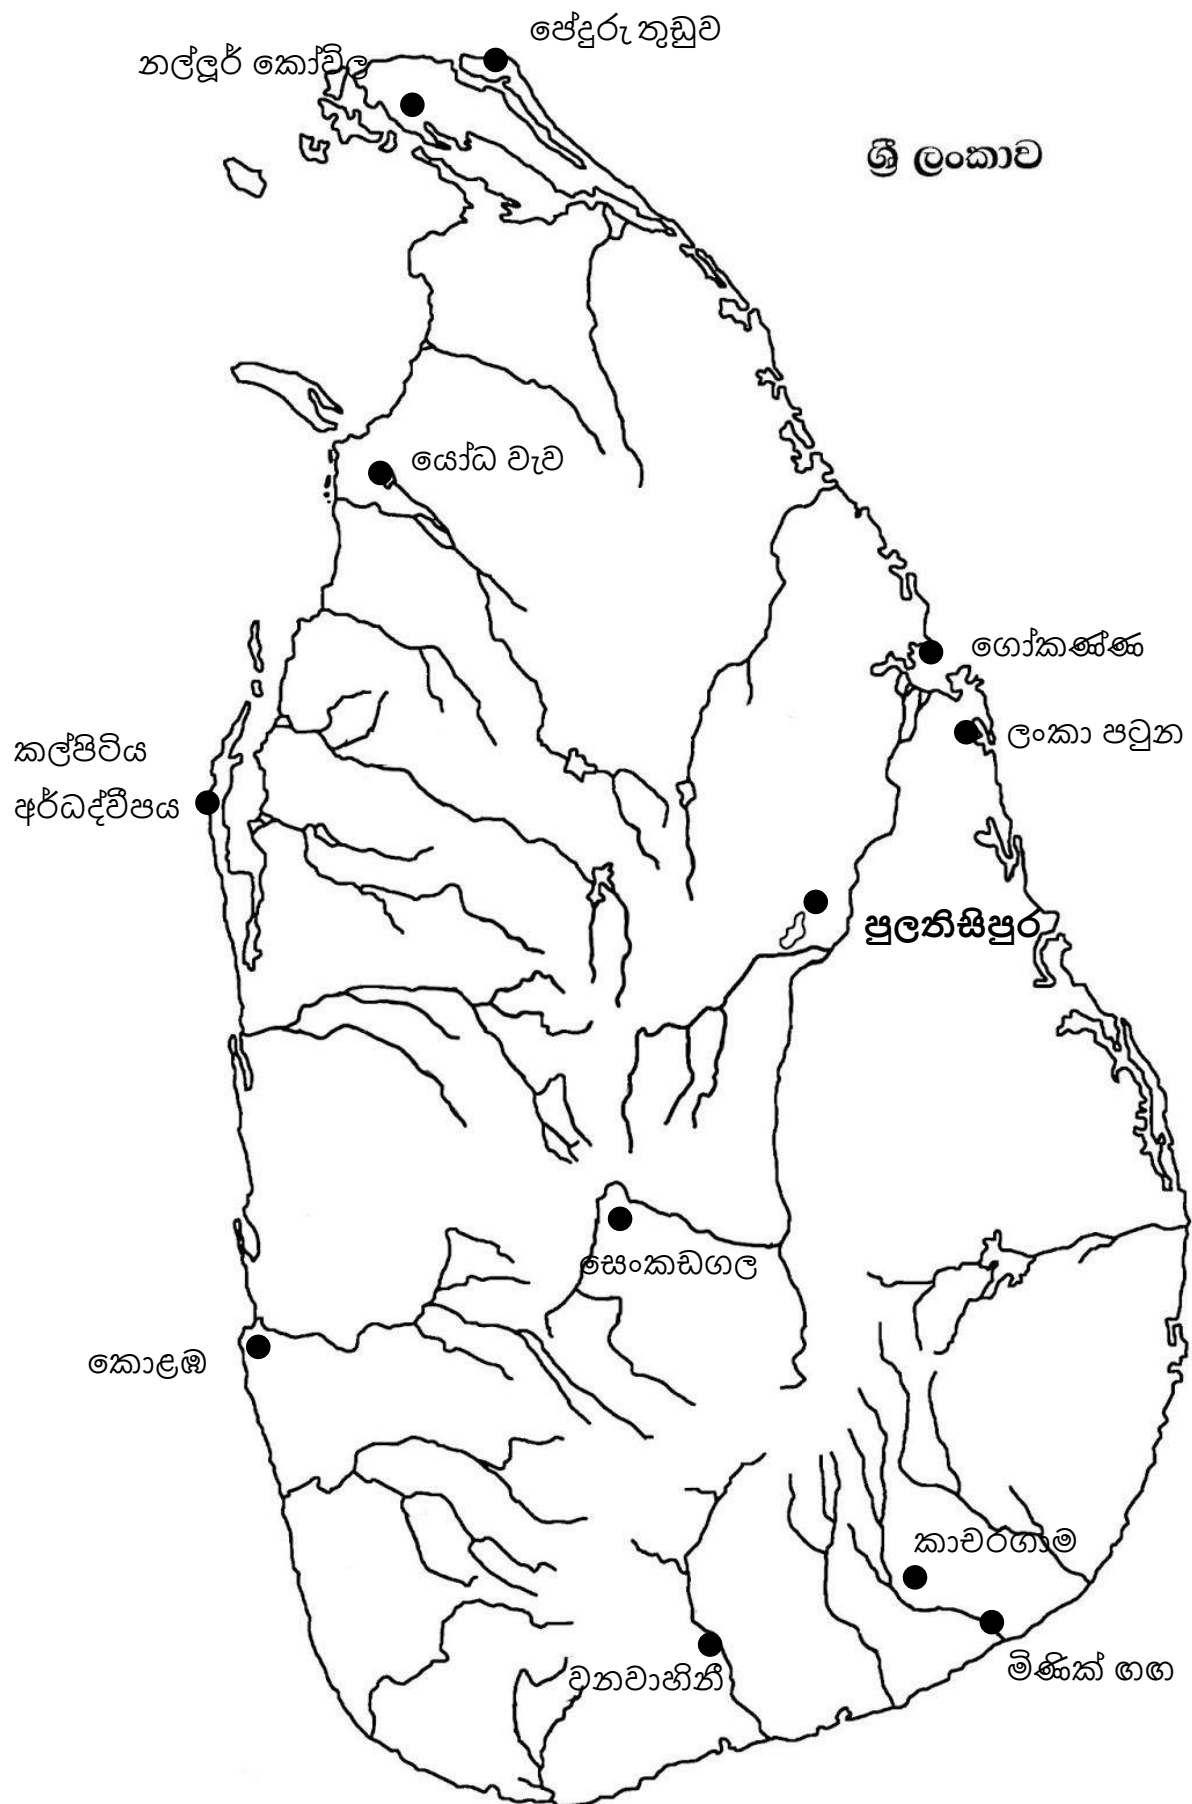 පේදුරු තුඩුව
නල්ලූර් කෝවිල
ශ්‍රී ලංකාව
යෝධ වැව
ගෝකණ්ණ
ලංකා පටුන
කල්පිටිය
අර්ධද්වීපය
පුලතිසිපුර
සෙංකඩගල
කොළඹ
කාචරගාම
මිණික් ගඟ
වනවාහිනී